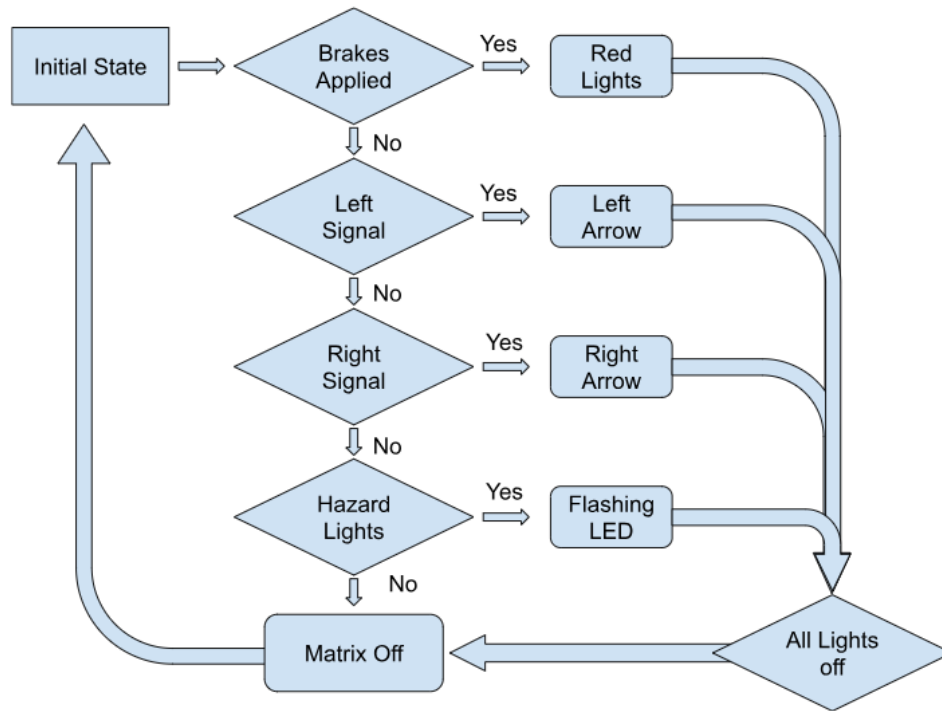 Initial State
Brakes
Applied
Yes
Red
Lights
No
Left
Signal
Yes
Left
Arrow
No
Right
Signal
Yes
Right
Arrow
No
Hazard
Lights
Yes
Flashing
LED
No
Matrix Off
All Lights
off